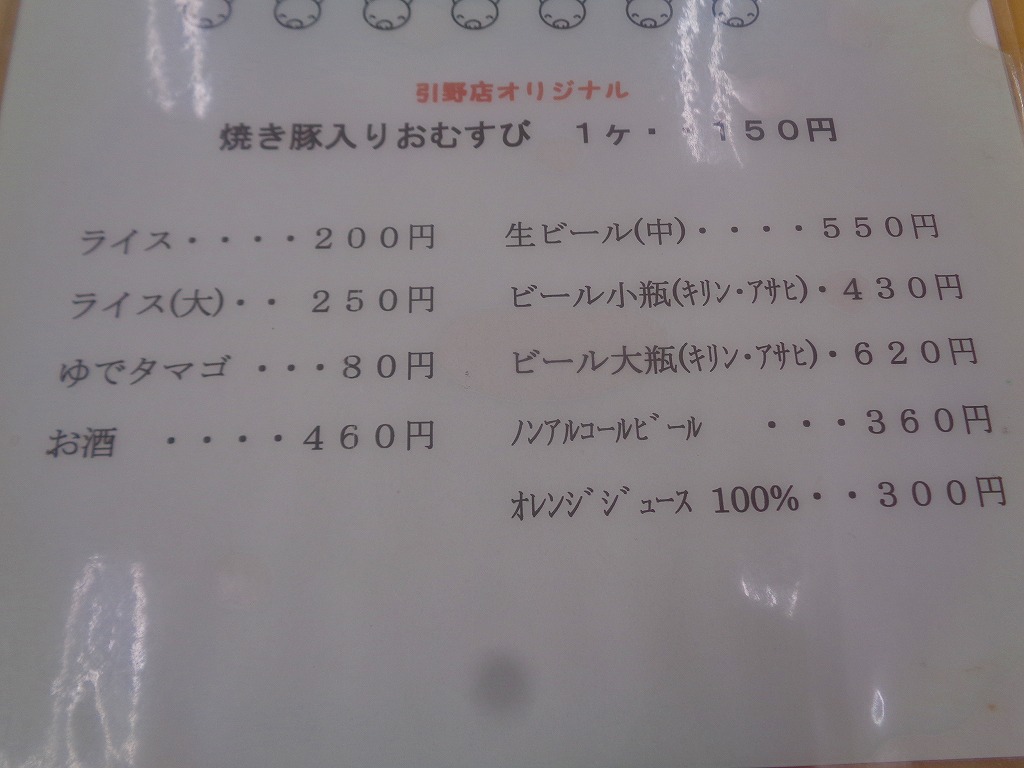 引野店オリジナル
焼き豚入りおむすび　１ヶ・・１５０円
ライス・・・・２００円
ライス(大)・・ ２５０円
ゆでタマゴ ・・・８０円
お酒　・・・・４６０円
生ビール(中)・・・・５５０円
ビール小瓶(ｷﾘﾝ・ｱｻﾋ)・４３０円
ビール大瓶(ｷﾘﾝ・ｱｻﾋ)・６２０円
ﾉﾝｱﾙｺｰﾙﾋﾞｰﾙ　・・・３６０円
ｵﾚﾝｼﾞｼﾞｭｰｽ 100%・・３００円